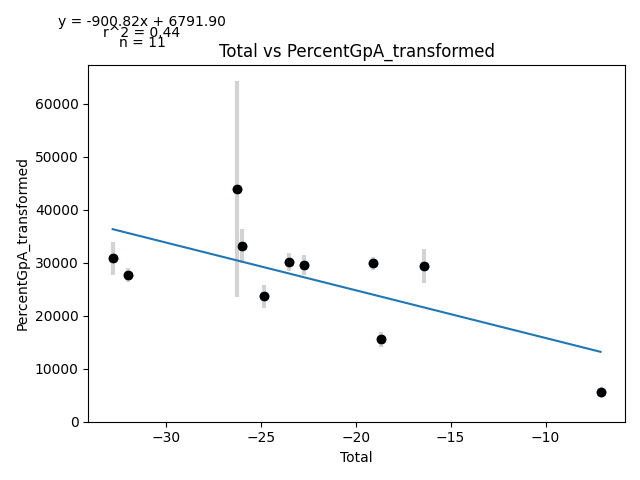 y = -900.82x + 6791.90
r^2 = 0.44
n = 11
Total vs PercentGpA_transformed
PercentGpA_transformed
60000
50000
40000
30000
20000
10000
0
−30
−25
−20
−15
−10
Total